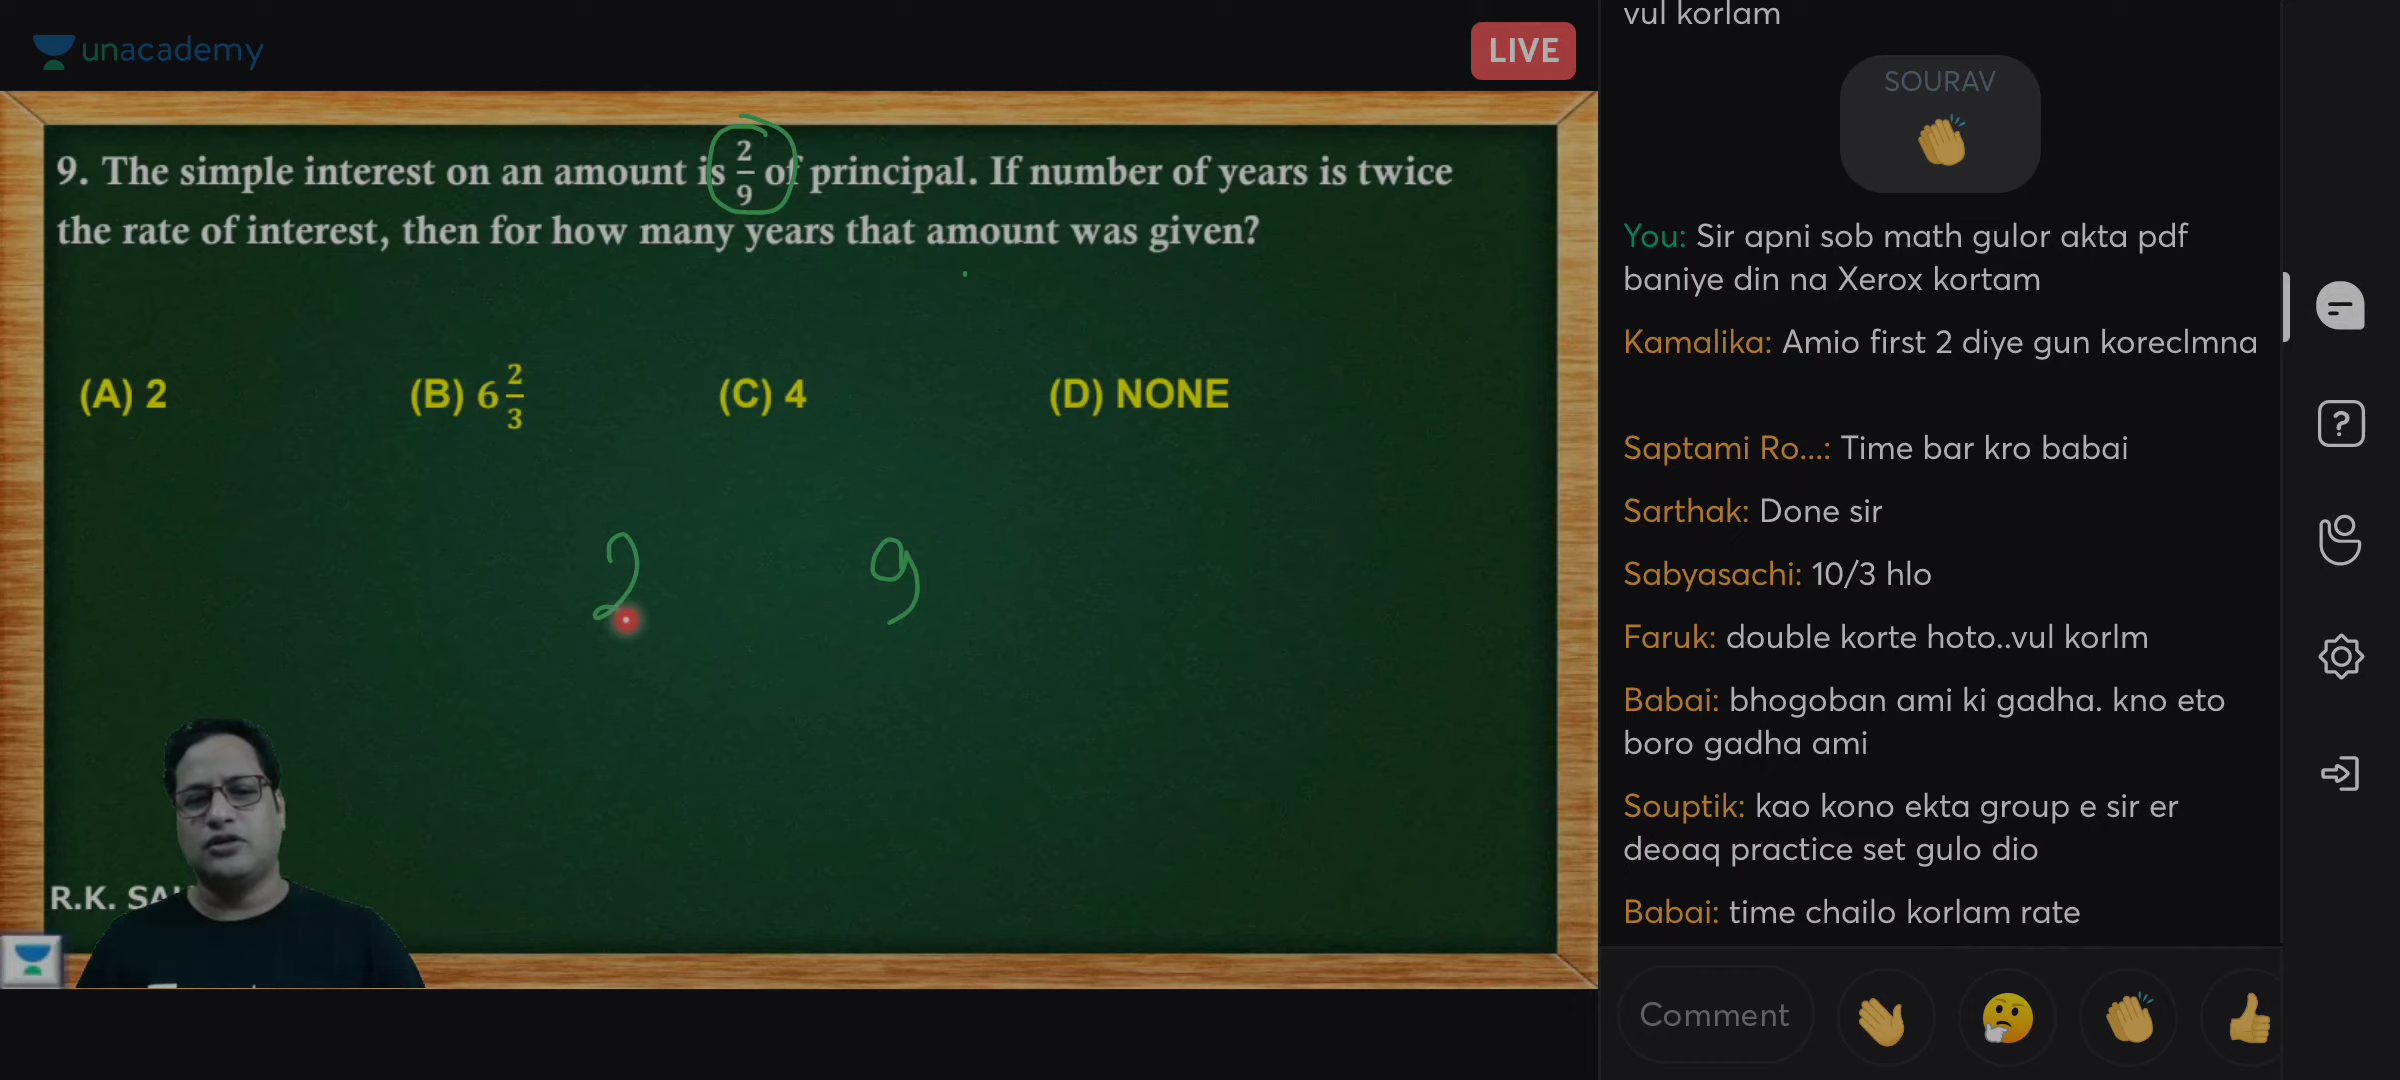 unacademy
LIVE
9. The simple interest on an amount is 2/9 of principal. If number of years is twice
the rate of interest, then for how many years that amount was given?
(A) 2 (B) 6 2/3 (C) 4 (D) NONE
2 9
R.K. SA
vul korlam
SOURAV
You: Sir apni sob math gulor akta pdf
baniye din na Xerox kortam
Kamalika: Amio first 2 diye gun koreclmna
Saptami Ro...: Time bar kro babai
Sarthak: Done sir
Sabyasachi: 10/3 hlo
Faruk: double korte hoto..vul korlm
Babai: bhogoban ami ki gadha. kno eto
boro gadha ami
Souptik: kao kono ekta group e sir er
deoaq practice set gulo dio
Babai: time chailo korlam rate
Comment